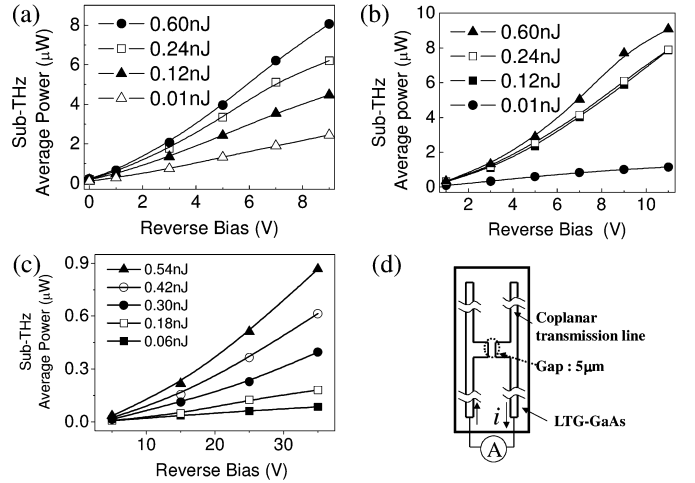 (a)
0.60nJ
0.24nJ
0.12nJ
0.01nJ
Sub-THz
Average Power (μW)
8
6
4
2
0
0 2 4 6 8
Reverse Bias (V)
(b)
0.60nJ
0.24nJ
0.12nJ
0.01nJ
Sub-THz
Average power (μW)
10
8
6
4
2
0
2 4 6 8 10
Reverse Bias (V)
(c)
0.54nJ
0.42nJ
0.30nJ
0.18nJ
0.06nJ
Sub-THz
Average Power (μW)
0.9
0.6
0.3
0.0
10 20 30
Reverse Bias (V)
(d)
Coplanar
transmission line
Gap : 5μm
i
LTG-GaAs
A